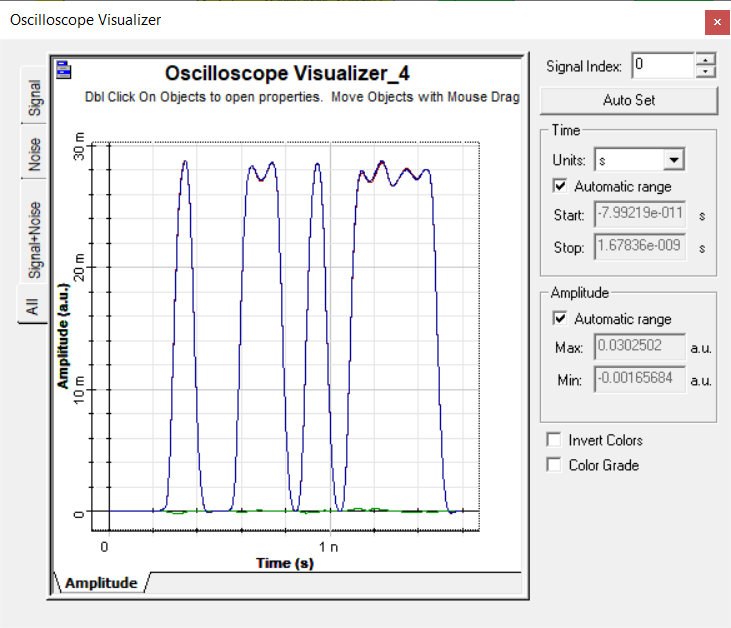 Oscilloscope Visualizer
Signal
Noise
Signal+Noise
All
Oscilloscope Visualizer_4
Dbl Click On Objects to open properties. Move Objects with Mouse Drag
Amplitude (a.u.)
30 m
20 m
10 m
0
0
1 n
Time (s)
Amplitude
Signal Index: 0
Auto Set
Time
Units: s
Automatic range
Start: -7.99219e-011 s
Stop: 1.67836e-009 s
Amplitude
Automatic range
Max: 0.0302502 a.u.
Min: -0.00165684 a.u.
Invert Colors
Color Grade